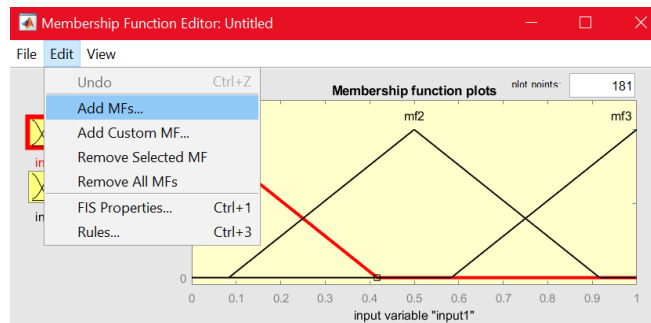 Membership Function Editor: Untitled
File Edit View
Undo Ctrl+Z
Add MFs...
Add Custom MF...
Remove Selected MF
Remove All MFs
FIS Properties... Ctrl+1
Rules... Ctrl+3
Membership function plots
plot points: 181
mf2 mf3
in
in
0
0 0.1 0.2 0.3 0.4 0.5 0.6 0.7 0.8 0.9 1
input variable "input1"